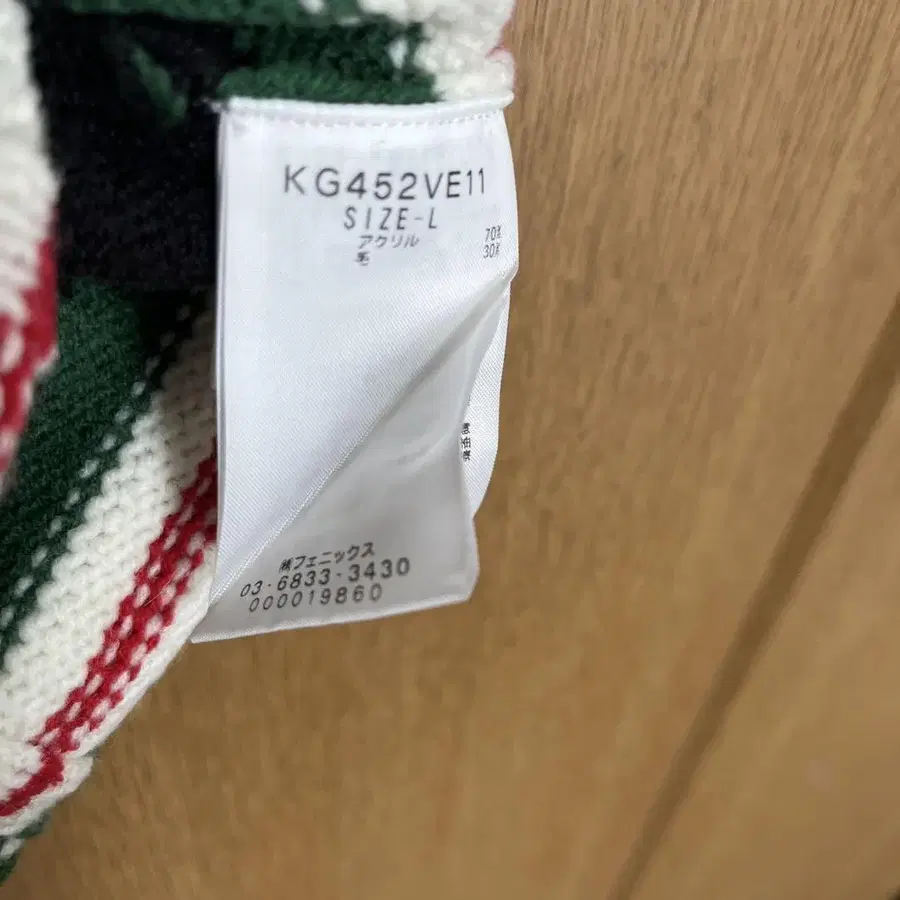 KG452VE11
SIZE-L
アクリル 70%
毛 30%
㈱フェニックス
03-6833-3430
000019860